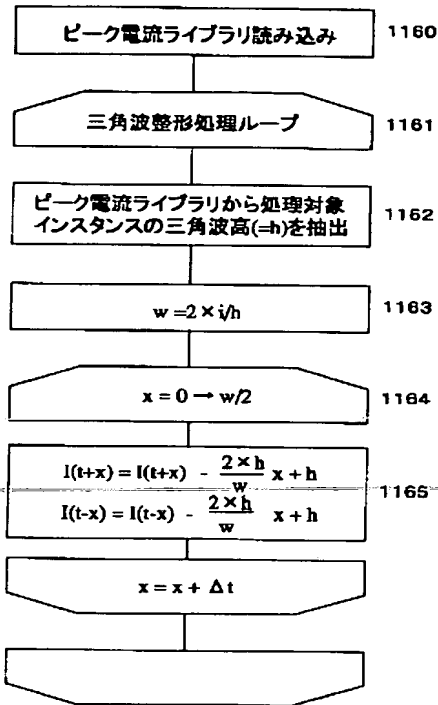 ピーク電流ライブラリ読み込み 1160
三角波整形処理ループ 1161
ピーク電流ライブラリから処理対象
インスタンスの三角波高(=h)を抽出 1162
w =2 × i/h 1163
x = 0 → w/2 1164
I(t+x) = I(t+x) - 2 × h/w x + h
I(t-x) = I(t-x) - 2 × h/w x + h 1165
x = x + Δt